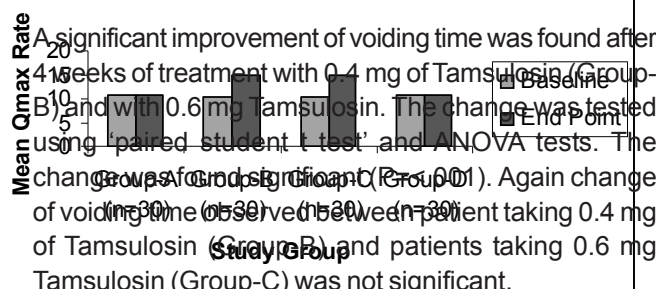 Mean Qmax Rate
20
15
10
5
0
Baseline
End Point
Group-A Group-B Group-C Group-D
(n=30) (n=30) (n=30) (n=30)
Study Group
A significant improvement of voiding time was found after
4 weeks of treatment with 0.4 mg of Tamsulosin (Group-
B) and with 0.6 mg Tamsulosin. The change was tested
using ‘paired student t test’ and ANOVA tests. The
change was found significant (P=<.001). Again change
of voiding time observed between patient taking 0.4 mg
of Tamsulosin (Group-B) and patients taking 0.6 mg
Tamsulosin (Group-C) was not significant.